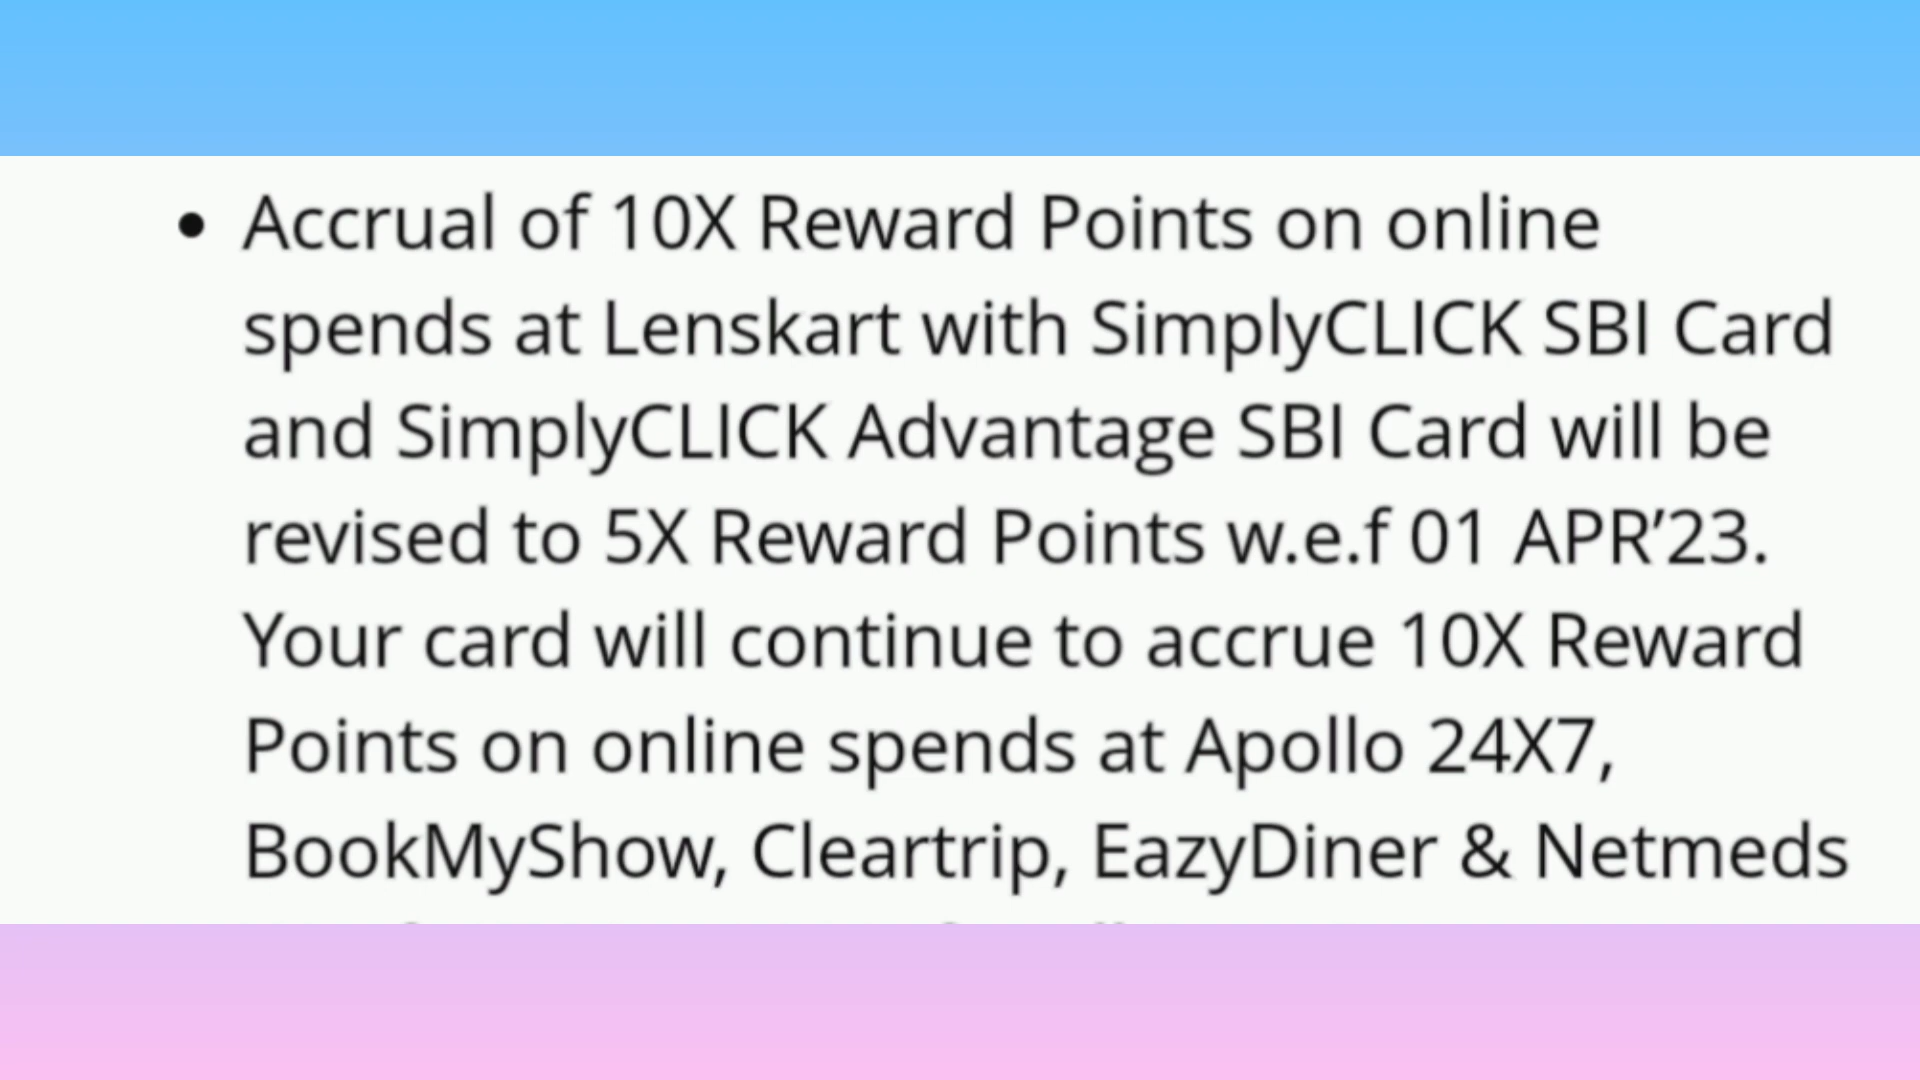 • Accrual of 10X Reward Points on online
spends at Lenskart with SimplyCLICK SBI Card
and SimplyCLICK Advantage SBI Card will be
revised to 5X Reward Points w.e.f 01 APR’23.
Your card will continue to accrue 10X Reward
Points on online spends at Apollo 24X7,
BookMyShow, Cleartrip, EazyDiner & Netmeds